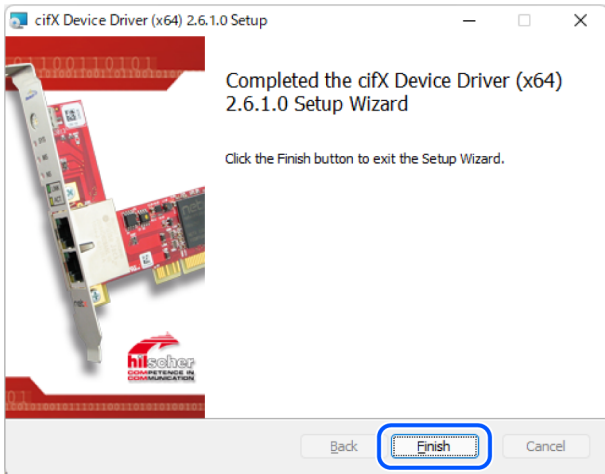 cifX Device Driver (x64) 2.6.1.0 Setup
Completed the cifX Device Driver (x64)
2.6.1.0 Setup Wizard
Click the Finish button to exit the Setup Wizard.
hilscher
COMPETENCE IN
COMMUNICATION
Back
Finish
Cancel